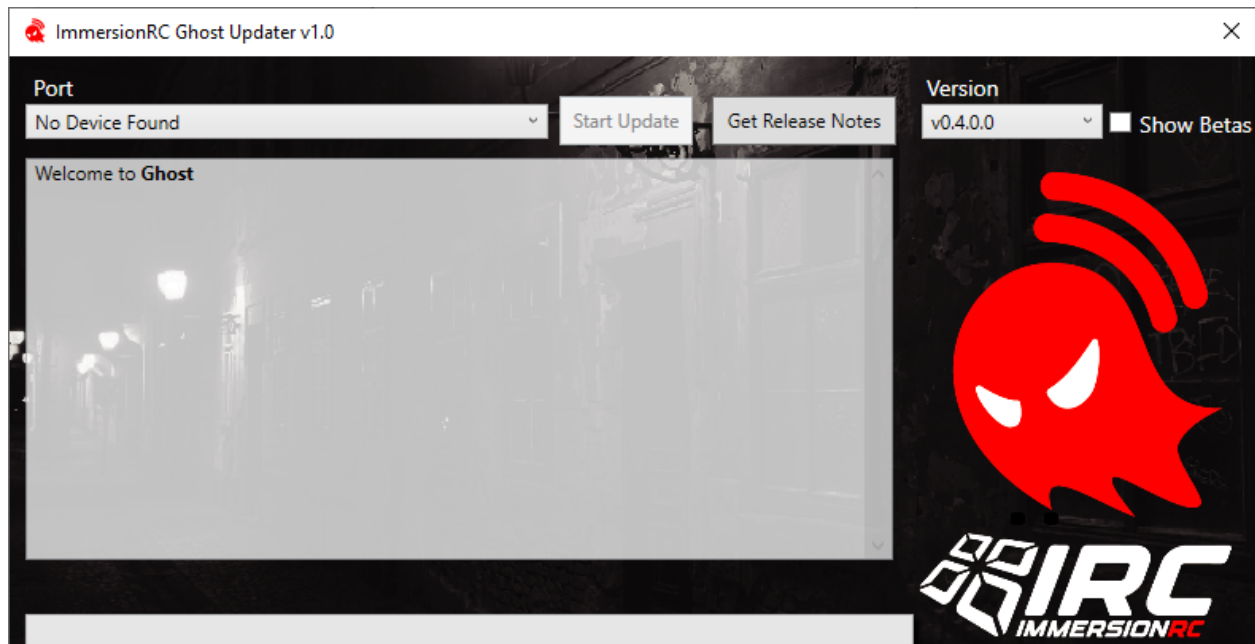 ImmersionRC Ghost Updater v1.0
Port
No Device Found
Start Update
Get Release Notes
Version
v0.4.0.0
Show Betas
Welcome to Ghost
IRC
IMMERSIONRC